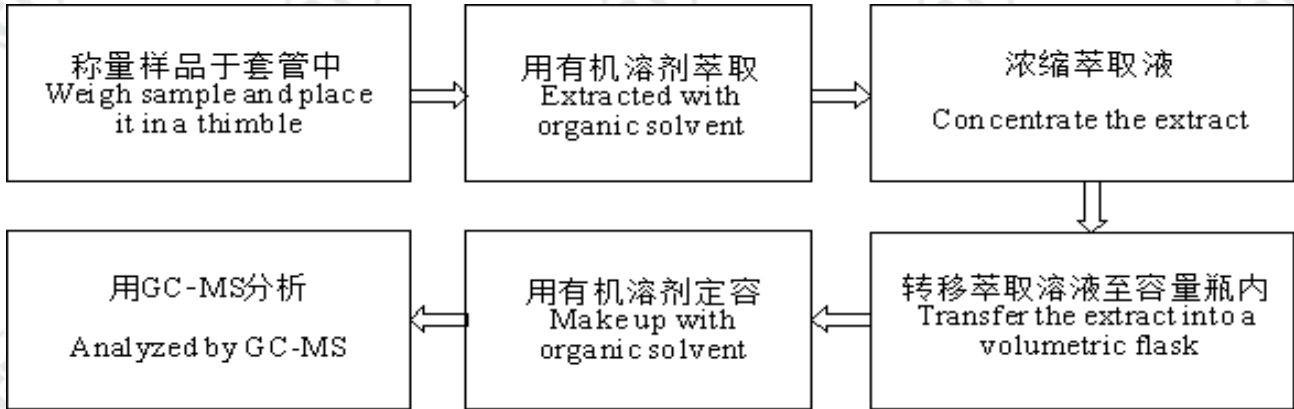 称量样品于套管中
Weigh sample and place
it in a thimble
用有机溶剂萃取
Extracted with
organic solvent
浓缩萃取液
Concentrate the extract
转移萃取溶液至容量瓶内
Transfer the extract into a
volumetric flask
用有机溶剂定容
Make up with
organic solvent
用GC-MS分析
Analyzed by GC-MS